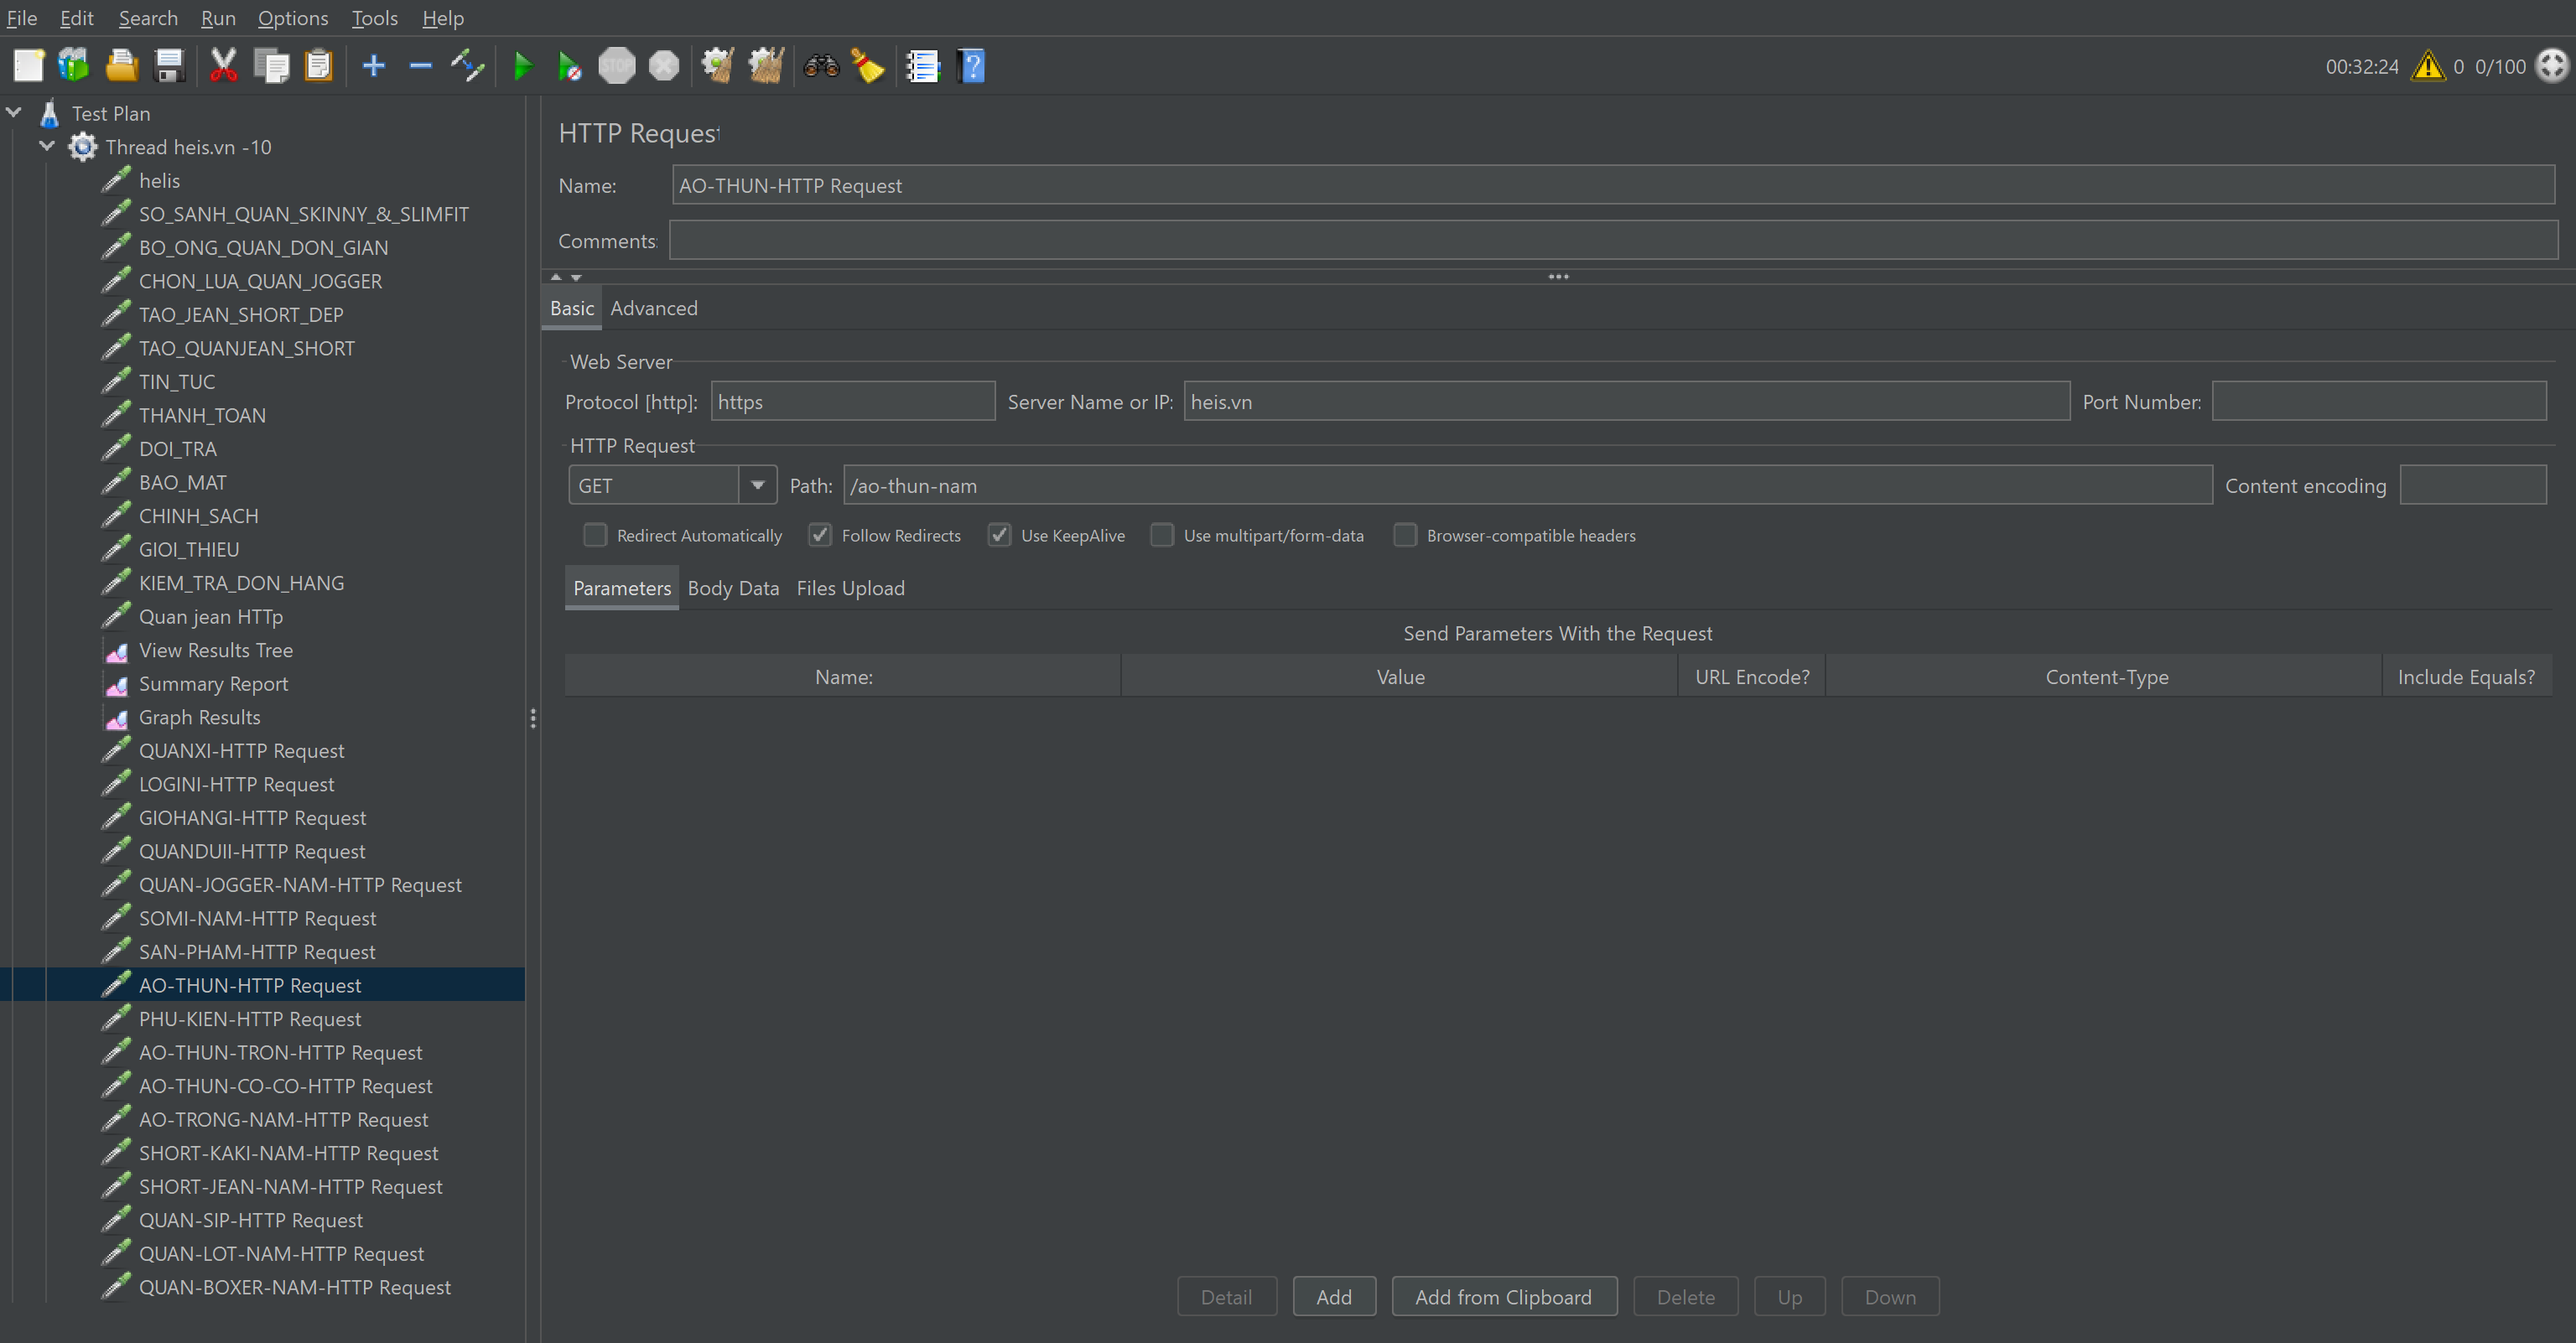 File Edit Search Run Options Tools Help
STOP
00:32:24 0 0/100
Test Plan
Thread heis.vn -10
helis
SO_SANH_QUAN_SKINNY_&_SLIMFIT
BO_ONG_QUAN_DON_GIAN
CHON_LUA_QUAN_JOGGER
TAO_JEAN_SHORT_DEP
TAO_QUANJEAN_SHORT
TIN_TUC
THANH_TOAN
DOI_TRA
BAO_MAT
CHINH_SACH
GIOI_THIEU
KIEM_TRA_DON_HANG
Quan jean HTTp
View Results Tree
Summary Report
Graph Results
QUANXI-HTTP Request
LOGINI-HTTP Request
GIOHANGI-HTTP Request
QUANDUII-HTTP Request
QUAN-JOGGER-NAM-HTTP Request
SOMI-NAM-HTTP Request
SAN-PHAM-HTTP Request
AO-THUN-HTTP Request
PHU-KIEN-HTTP Request
AO-THUN-TRON-HTTP Request
AO-THUN-CO-CO-HTTP Request
AO-TRONG-NAM-HTTP Request
SHORT-KAKI-NAM-HTTP Request
SHORT-JEAN-NAM-HTTP Request
QUAN-SIP-HTTP Request
QUAN-LOT-NAM-HTTP Request
QUAN-BOXER-NAM-HTTP Request
HTTP Request
Name: AO-THUN-HTTP Request
Comments:
Basic Advanced
Web Server
Protocol [http]: https Server Name or IP: heis.vn Port Number:
HTTP Request
GET Path: /ao-thun-nam Content encoding
Redirect Automatically Follow Redirects Use KeepAlive Use multipart/form-data Browser-compatible headers
Parameters Body Data Files Upload
Send Parameters With the Request
Name: Value URL Encode? Content-Type Include Equals?
Detail Add Add from Clipboard Delete Up Down